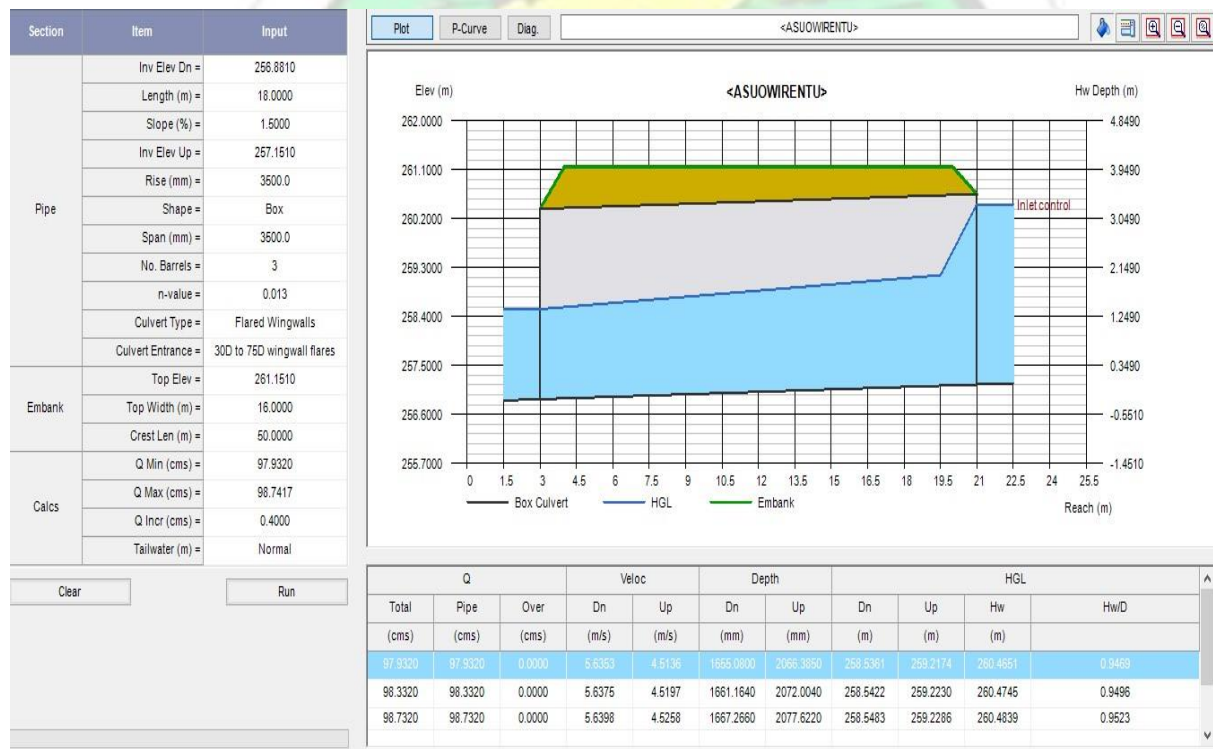 Section Item Input
Pipe
Inv Elev Dn = 256.8810
Length (m) = 18.0000
Slope (%) = 1.5000
Inv Elev Up = 257.1510
Rise (mm) = 3500.0
Shape = Box
Span (mm) = 3500.0
No. Barrels = 3
n-value = 0.013
Culvert Type = Flared Wingwalls
Culvert Entrance = 30D to 75D wingwall flares
Embank
Top Elev = 261.1510
Top Width (m) = 16.0000
Crest Len (m) = 50.0000
Calcs
Q Min (cms) = 97.9320
Q Max (cms) = 98.7417
Q Incr (cms) = 0.4000
Tailwater (m) = Normal
Clear Run
Plot P-Curve Diag. <ASUOWIRENTU>
Elev (m) <ASUOWIRENTU> Hw Depth (m)
262.0000 4.8490
261.1000 3.9490
260.2000 Inlet control 3.0490
259.3000 2.1490
258.4000 1.2490
257.5000 0.3490
256.6000 -0.5510
255.7000 -1.4510
0 1.5 3 4.5 6 7.5 9 10.5 12 13.5 15 16.5 18 19.5 21 22.5 24 25.5
Box Culvert HGL Embank Reach (m)
Q Veloc Depth HGL
Total Pipe Over Dn Up Dn Up Dn Up Hw Hw/D
(cms) (cms) (cms) (m/s) (m/s) (mm) (mm) (m) (m) (m)
97.9320 97.9320 0.0000 5.6353 4.5136 1655.0800 2066.3850 258.5361 259.2174 260.4651 0.9469
98.3320 98.3320 0.0000 5.6375 4.5197 1661.1640 2072.0040 258.5422 259.2230 260.4745 0.9496
98.7320 98.7320 0.0000 5.6398 4.5258 1667.2660 2077.6220 258.5483 259.2286 260.4839 0.9523